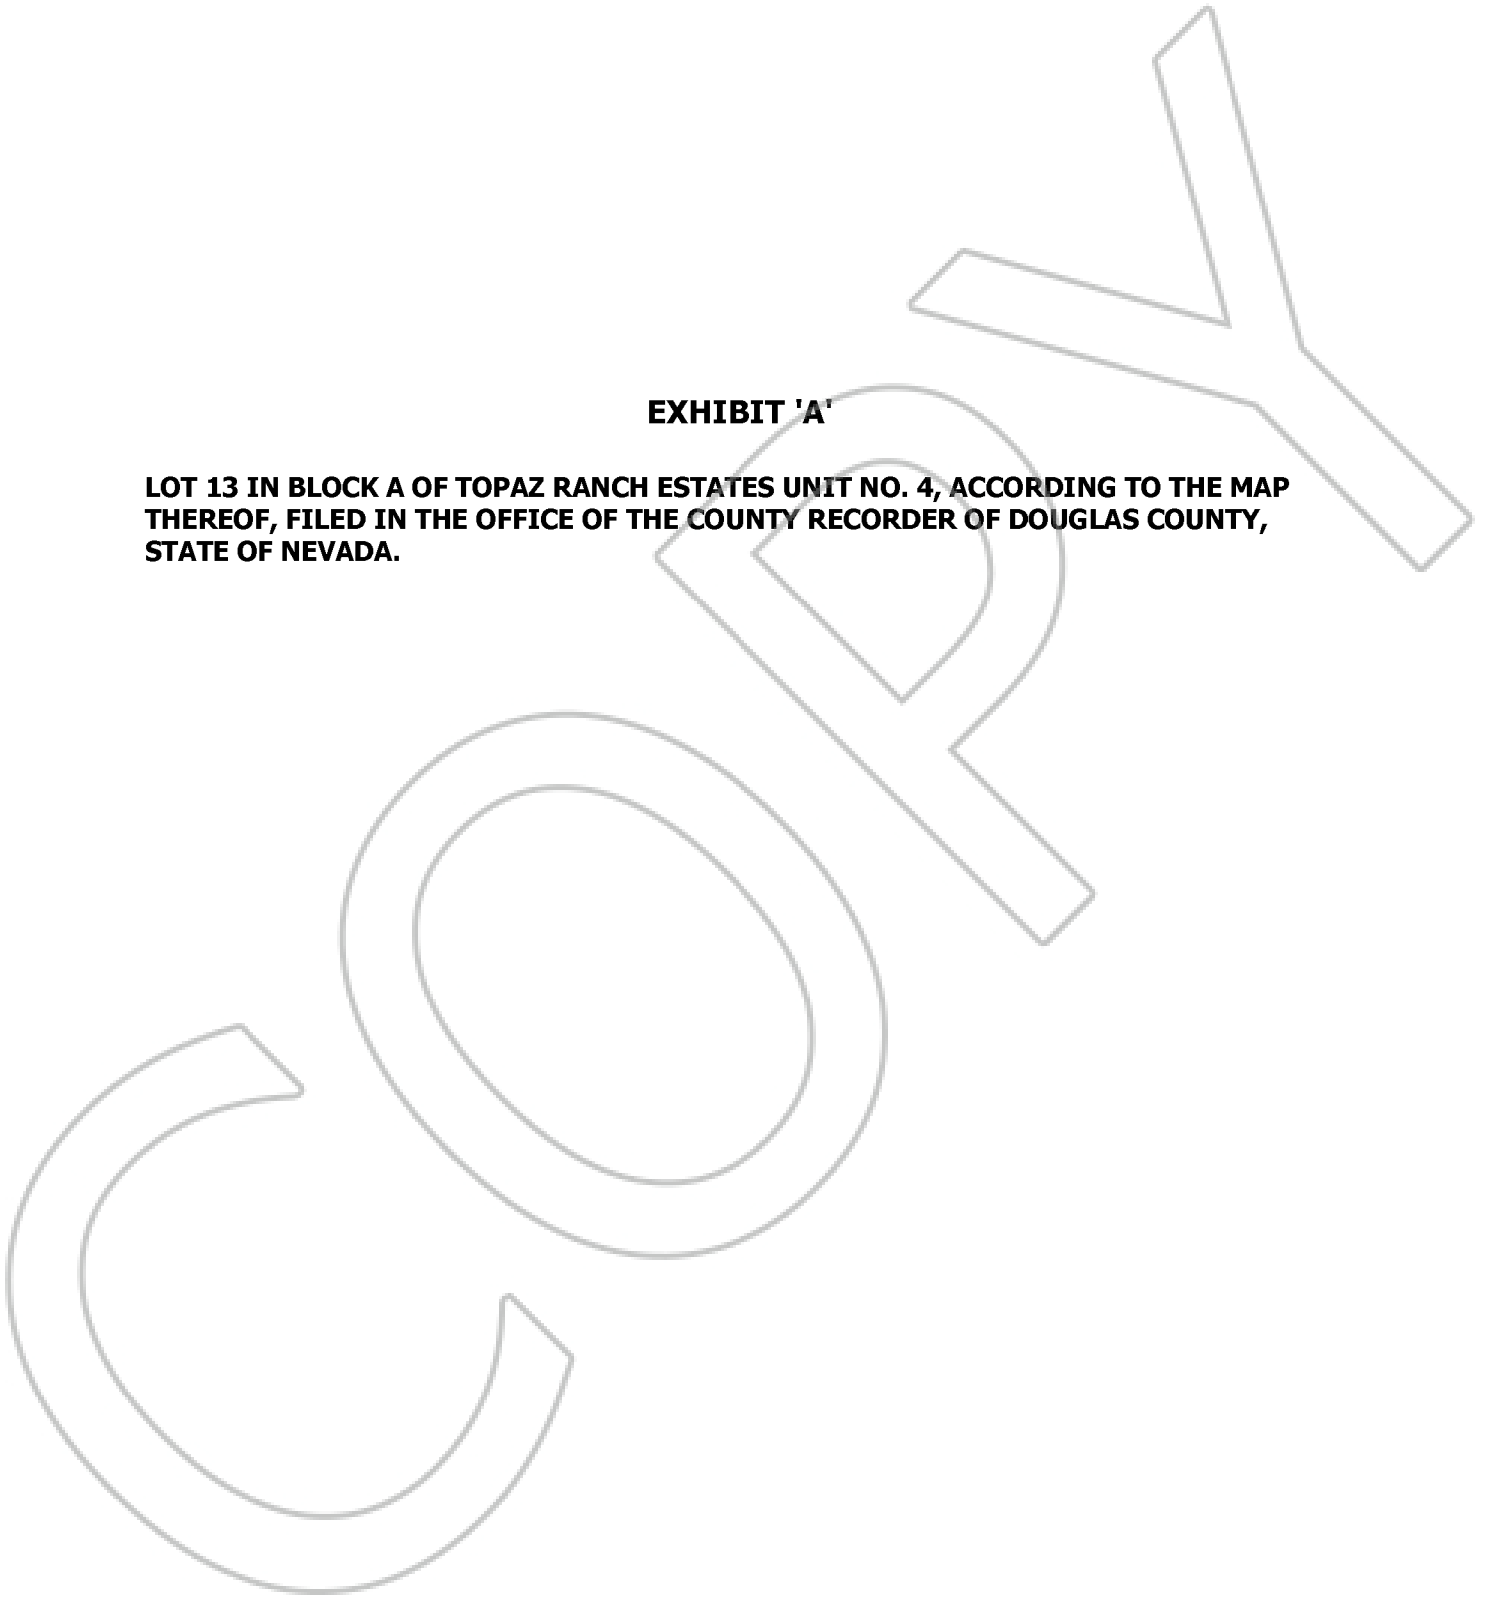 EXHIBIT 'A'
LOT 13 IN BLOCK A OF TOPAZ RANCH ESTATES UNIT NO. 4, ACCORDING TO THE MAP
THEREOF, FILED IN THE OFFICE OF THE COUNTY RECORDER OF DOUGLAS COUNTY,
STATE OF NEVADA.
COPY